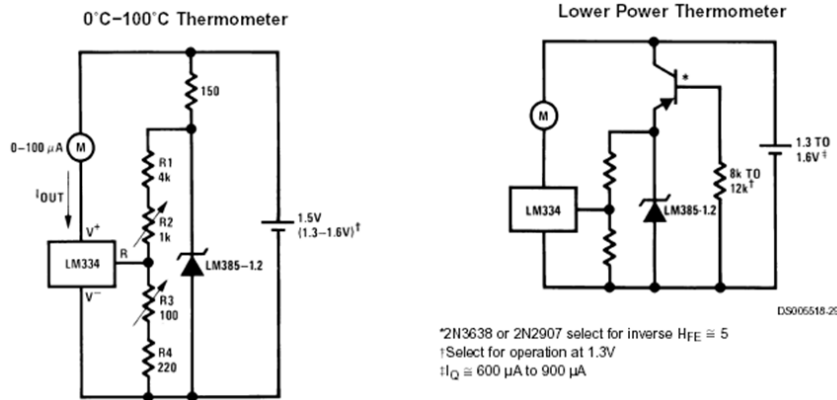 0°C–100°C Thermometer
150
0–100 µA
M
R1
4k
IOUT
R2
1k
V+
R
LM334
V−
LM385–1.2
1.5V
(1.3–1.6V)†
R3
100
R4
220
Lower Power Thermometer
*
M
1.3 TO
1.6V‡
8k TO
12k†
LM334
LM385-1.2
DS005518-29
*2N3638 or 2N2907 select for inverse HFE ≅ 5
†Select for operation at 1.3V
‡IQ ≅ 600 µA to 900 µA